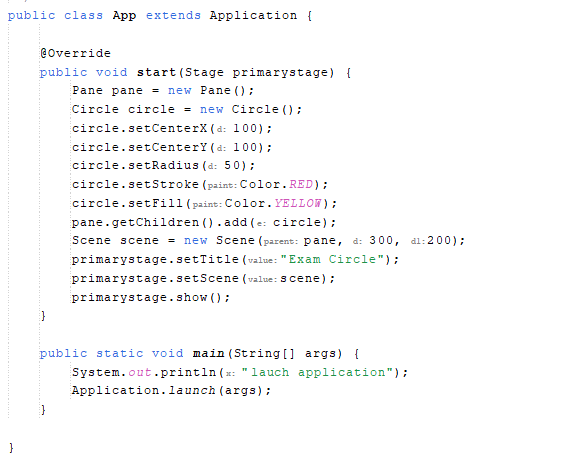 public class App extends Application {
@Override
public void start(Stage primarystage) {
Pane pane = new Pane();
Circle circle = new Circle();
circle.setCenterX(d: 100);
circle.setCenterY(d: 100);
circle.setRadius(d: 50);
circle.setStroke(paint: Color.RED);
circle.setFill(paint: Color.YELLOW);
pane.getChildren().add(e: circle);
Scene scene = new Scene(parent: pane, d: 300, d1: 200);
primarystage.setTitle(value: "Exam Circle");
primarystage.setScene(value: scene);
primarystage.show();
}
public static void main(String[] args) {
System.out.println(x: "lauch application");
Application.launch(args);
}
}